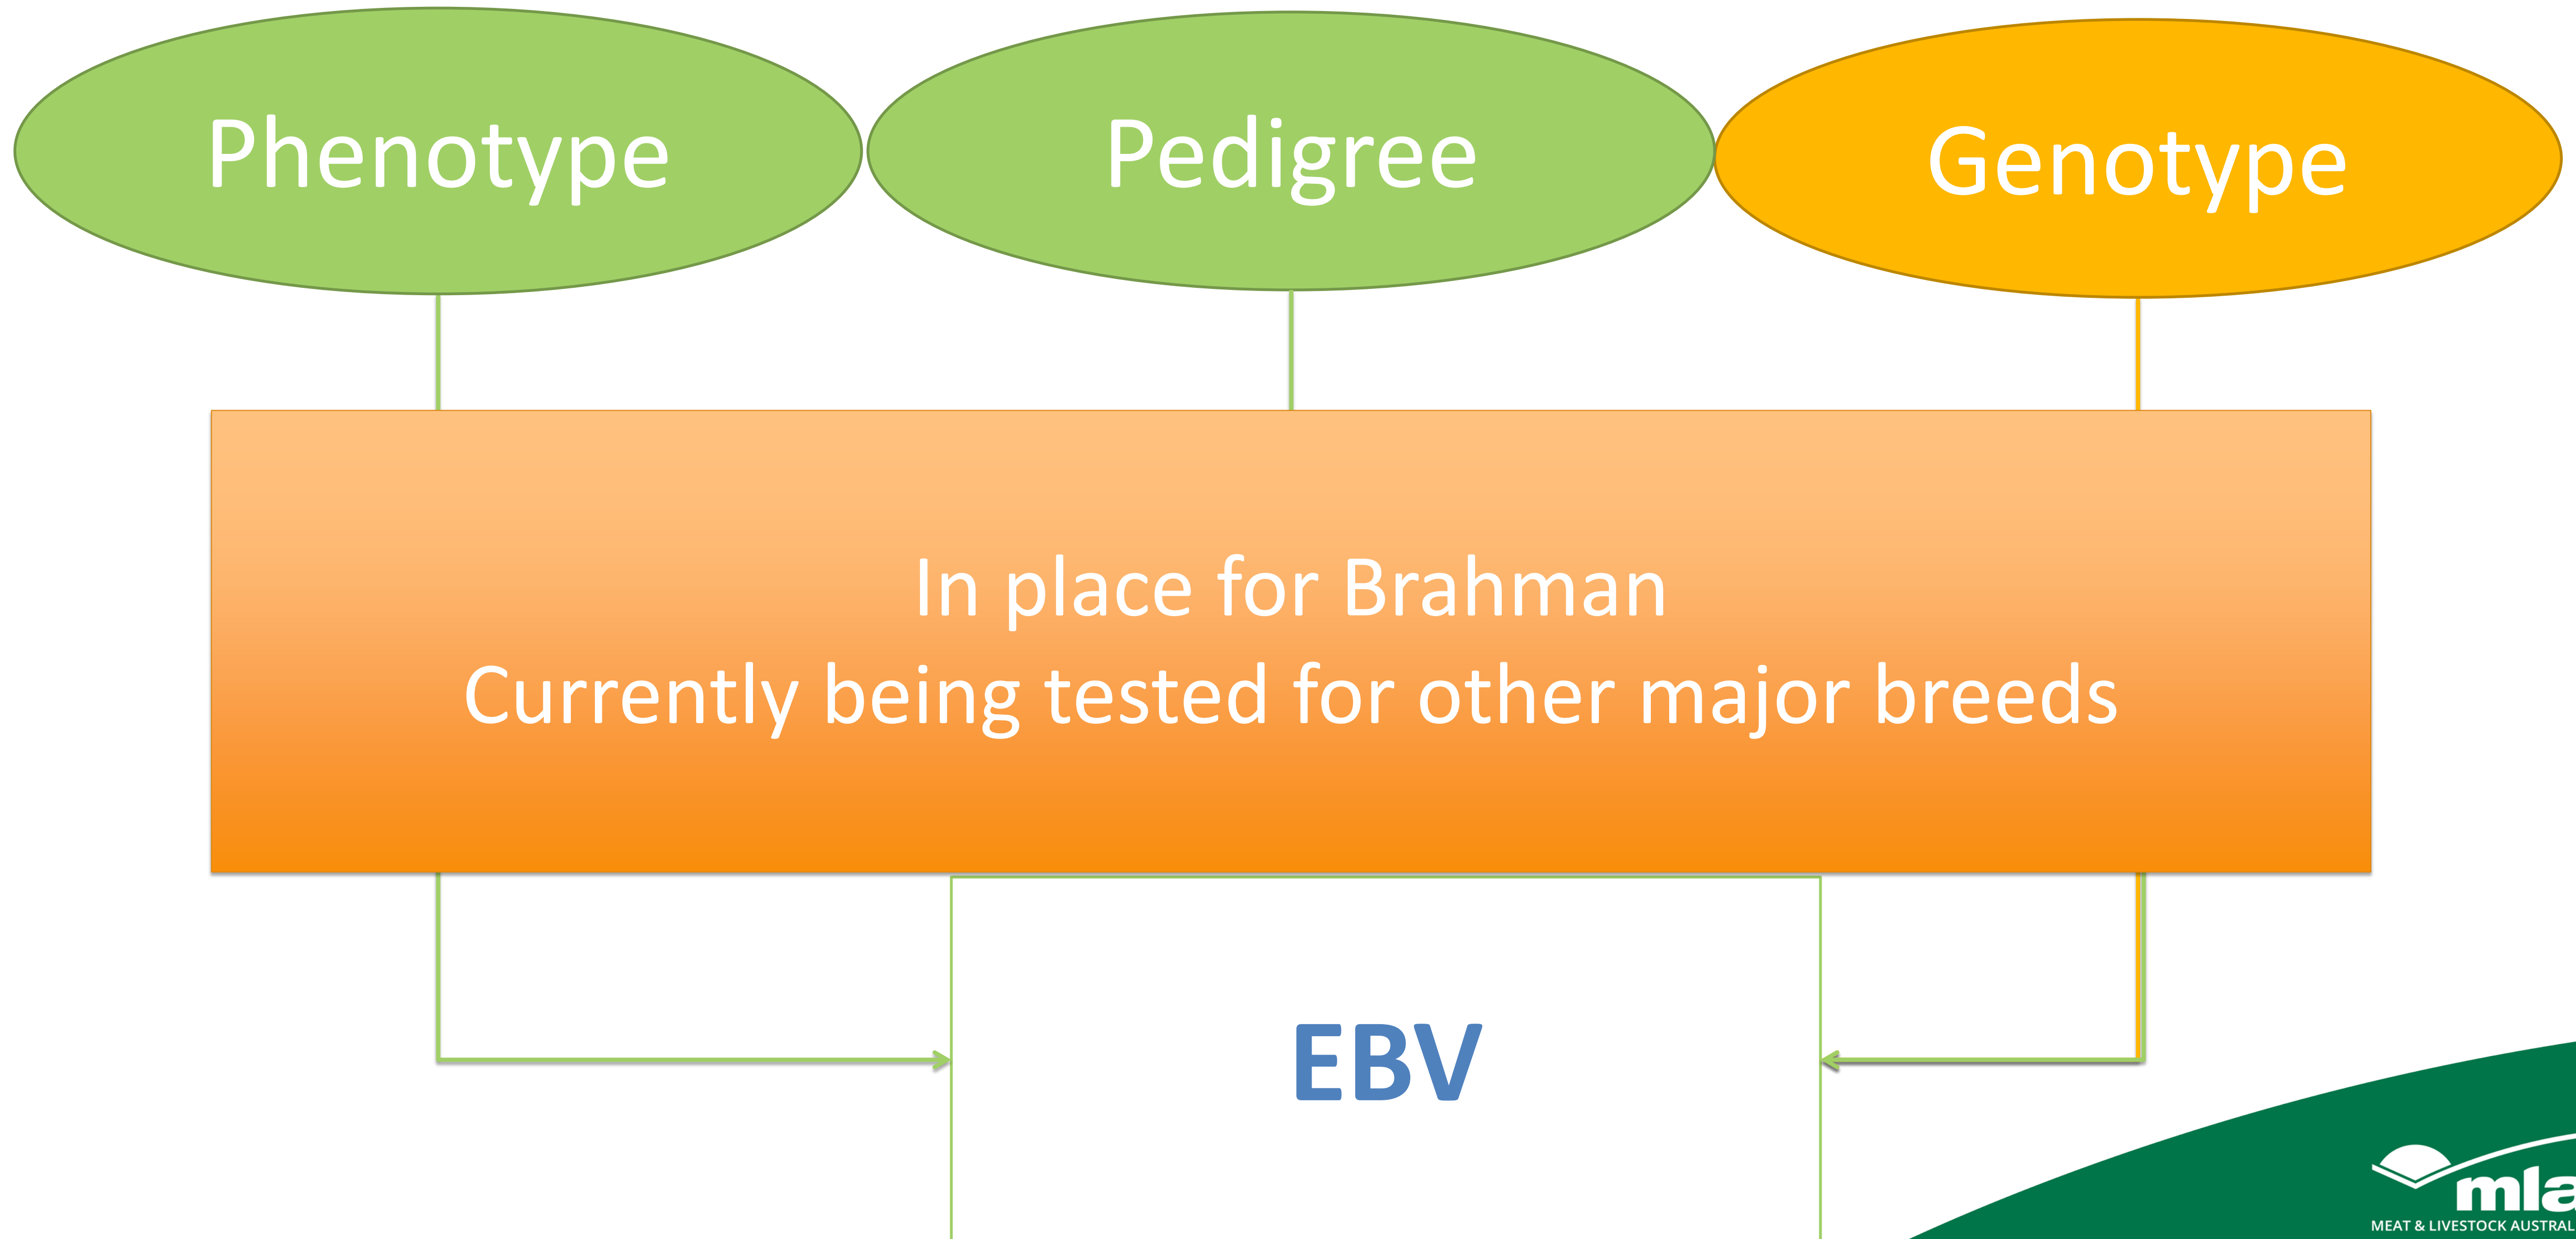 Phenotype
Pedigree
Genotype
In place for Brahman
Currently being tested for other major breeds
EBV
mla
MEAT & LIVESTOCK AUSTRAL